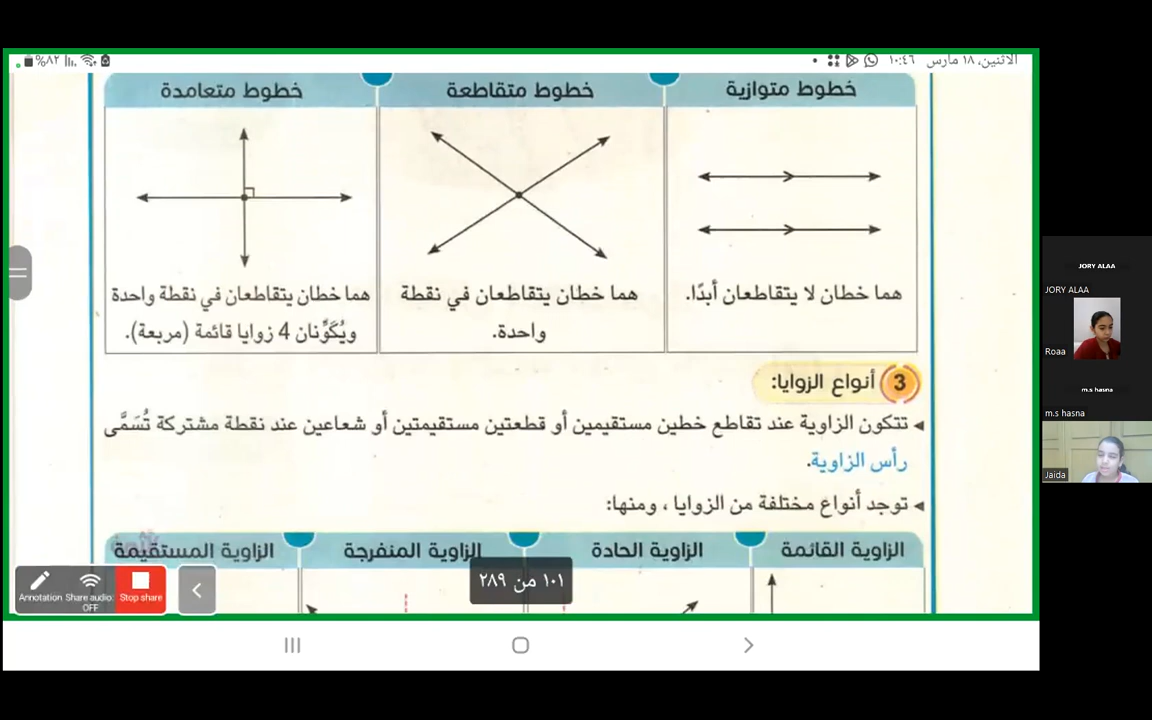 الاثنين، ١٨ مارس ١٠:٤٦
%٨٢
خطوط متوازية
خطوط متقاطعة
خطوط متعامدة
هما خطان لا يتقاطعان أبدًا.
هما خطان يتقاطعان في نقطة
واحدة.
هما خطان يتقاطعان في نقطة واحدة
ويُكَوِّنان 4 زوايا قائمة (مربعة).
3 أنواع الزوايا:
تتكون الزاوية عند تقاطع خطين مستقيمين أو قطعتين مستقيمتين أو شعاعين عند نقطة مشتركة تُسَمَّى
رأس الزاوية.
توجد أنواع مختلفة من الزوايا ، ومنها:
الزاوية القائمة
الزاوية الحادة
الزاوية المنفرجة
الزاوية المستقيمة
١٠١ من ٢٨٩
Annotation
Share audio: OFF
Stop share
JORY ALAA
JORY ALAA
Roaa
m.s hasna
m.s hasna
Jaida